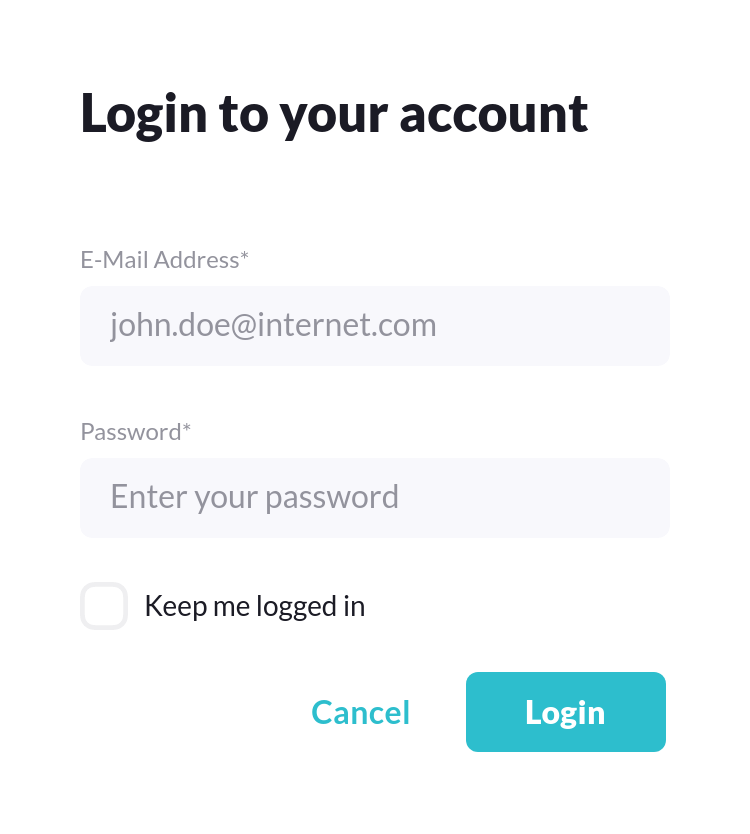 Login to your account
E-Mail Address*
john.doe@internet.com
Password*
Enter your password
Keep me logged in
Cancel Login